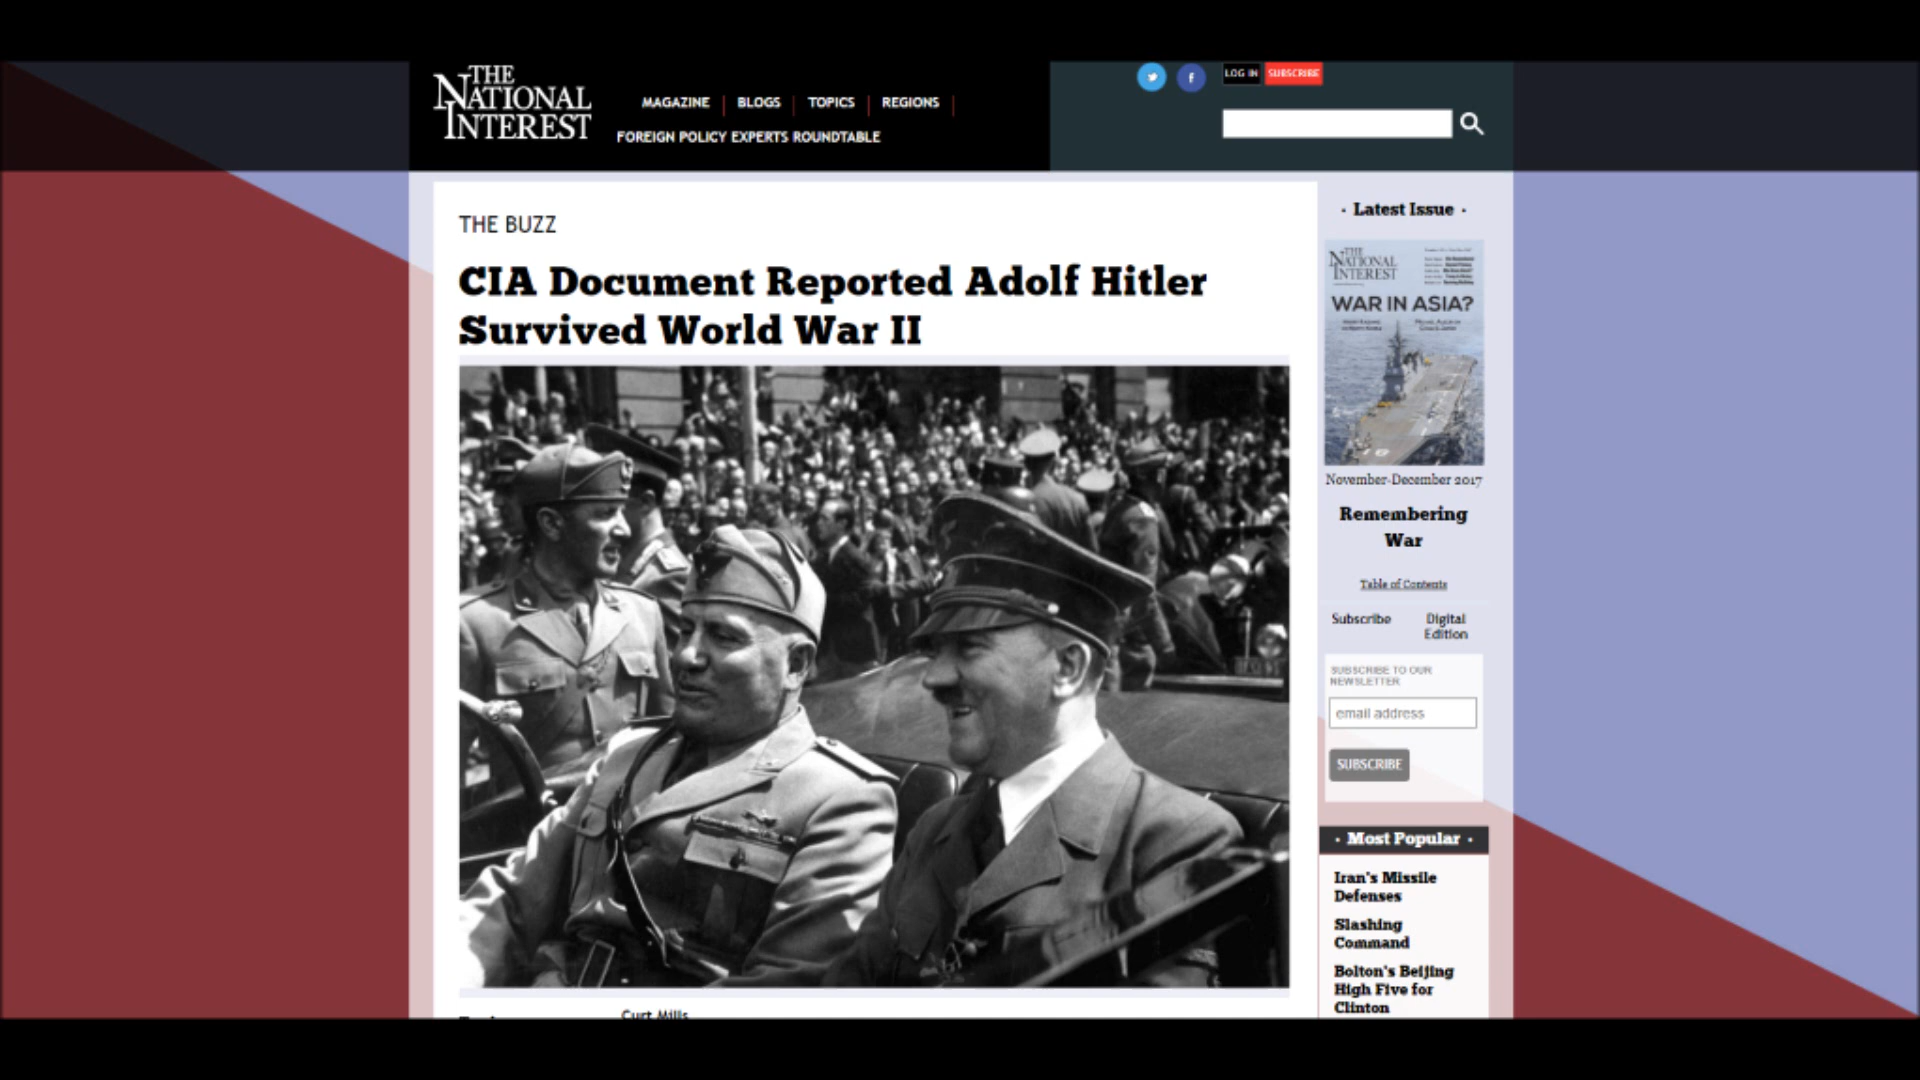 THE
NATIONAL
INTEREST
MAGAZINE
BLOGS
TOPICS
REGIONS
FOREIGN POLICY EXPERTS ROUNDTABLE
LOG IN
SUBSCRIBE
THE BUZZ
CIA Document Reported Adolf Hitler
Survived World War II
Curt Mills
· Latest Issue ·
THE
NATIONAL
INTEREST
WAR IN ASIA?
November-December 2017
Remembering
War
Table of Contents
Subscribe
Digital
Edition
SUBSCRIBE TO OUR
NEWSLETTER
email address
SUBSCRIBE
· Most Popular ·
Iran's Missile
Defenses
Slashing
Command
Bolton's Beijing
High Five for
Clinton